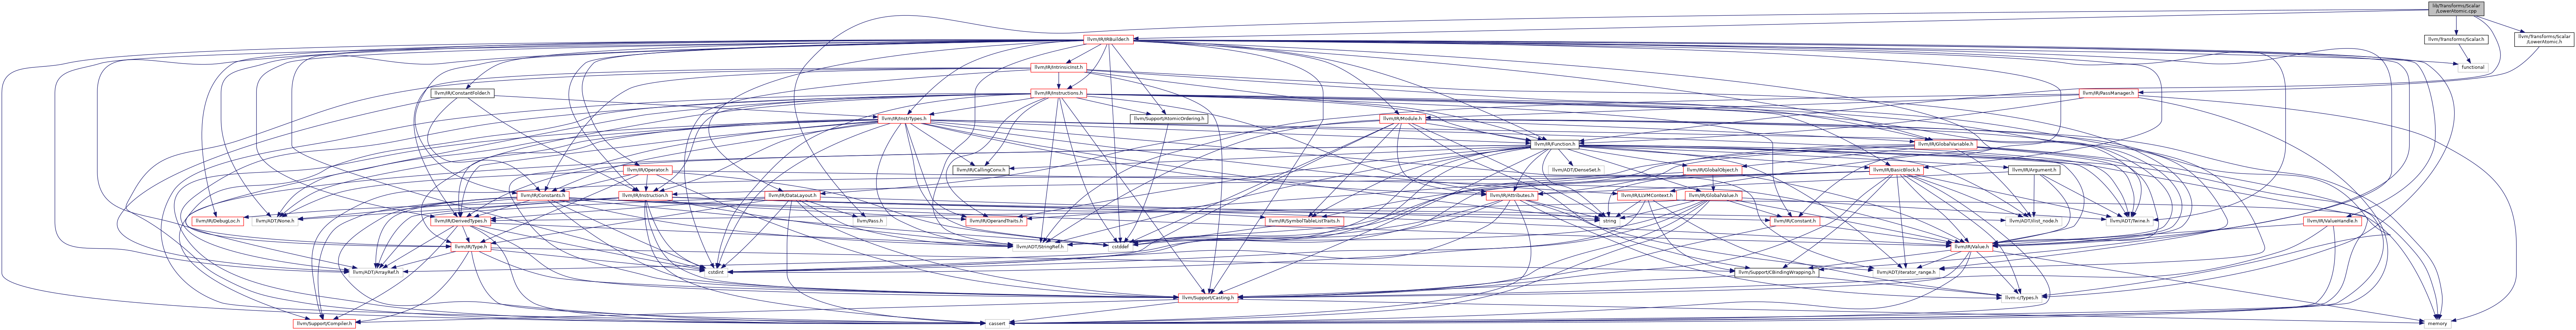 lib/Transforms/Scalar
/LowerAtomic.cpp
llvm/IR/IRBuilder.h
llvm/Transforms/Scalar.h
llvm/Transforms/Scalar
/LowerAtomic.h
llvm/IR/IntrinsicInst.h
functional
llvm/IR/ConstantFolder.h
llvm/IR/Instructions.h
llvm/IR/PassManager.h
llvm/IR/InstrTypes.h
llvm/Support/AtomicOrdering.h
llvm/IR/Module.h
llvm/IR/Function.h
llvm/IR/GlobalVariable.h
llvm/IR/Operator.h
llvm/IR/CallingConv.h
llvm/ADT/DenseSet.h
llvm/IR/GlobalObject.h
llvm/IR/BasicBlock.h
llvm/IR/Argument.h
llvm/IR/Constants.h
llvm/IR/Instruction.h
llvm/IR/DataLayout.h
llvm/IR/Attributes.h
llvm/IR/LLVMContext.h
llvm/IR/GlobalValue.h
llvm/IR/DebugLoc.h
llvm/ADT/None.h
llvm/IR/DerivedTypes.h
llvm/Pass.h
llvm/IR/OperandTraits.h
llvm/IR/SymbolTableListTraits.h
string
llvm/IR/Constant.h
llvm/ADT/ilist_node.h
llvm/ADT/Twine.h
llvm/IR/ValueHandle.h
llvm/IR/Type.h
llvm/ADT/StringRef.h
cstddef
llvm/IR/Value.h
llvm/ADT/ArrayRef.h
cstdint
llvm/Support/CBindingWrapping.h
llvm/ADT/iterator_range.h
llvm/Support/Casting.h
llvm-c/Types.h
llvm/Support/Compiler.h
cassert
memory